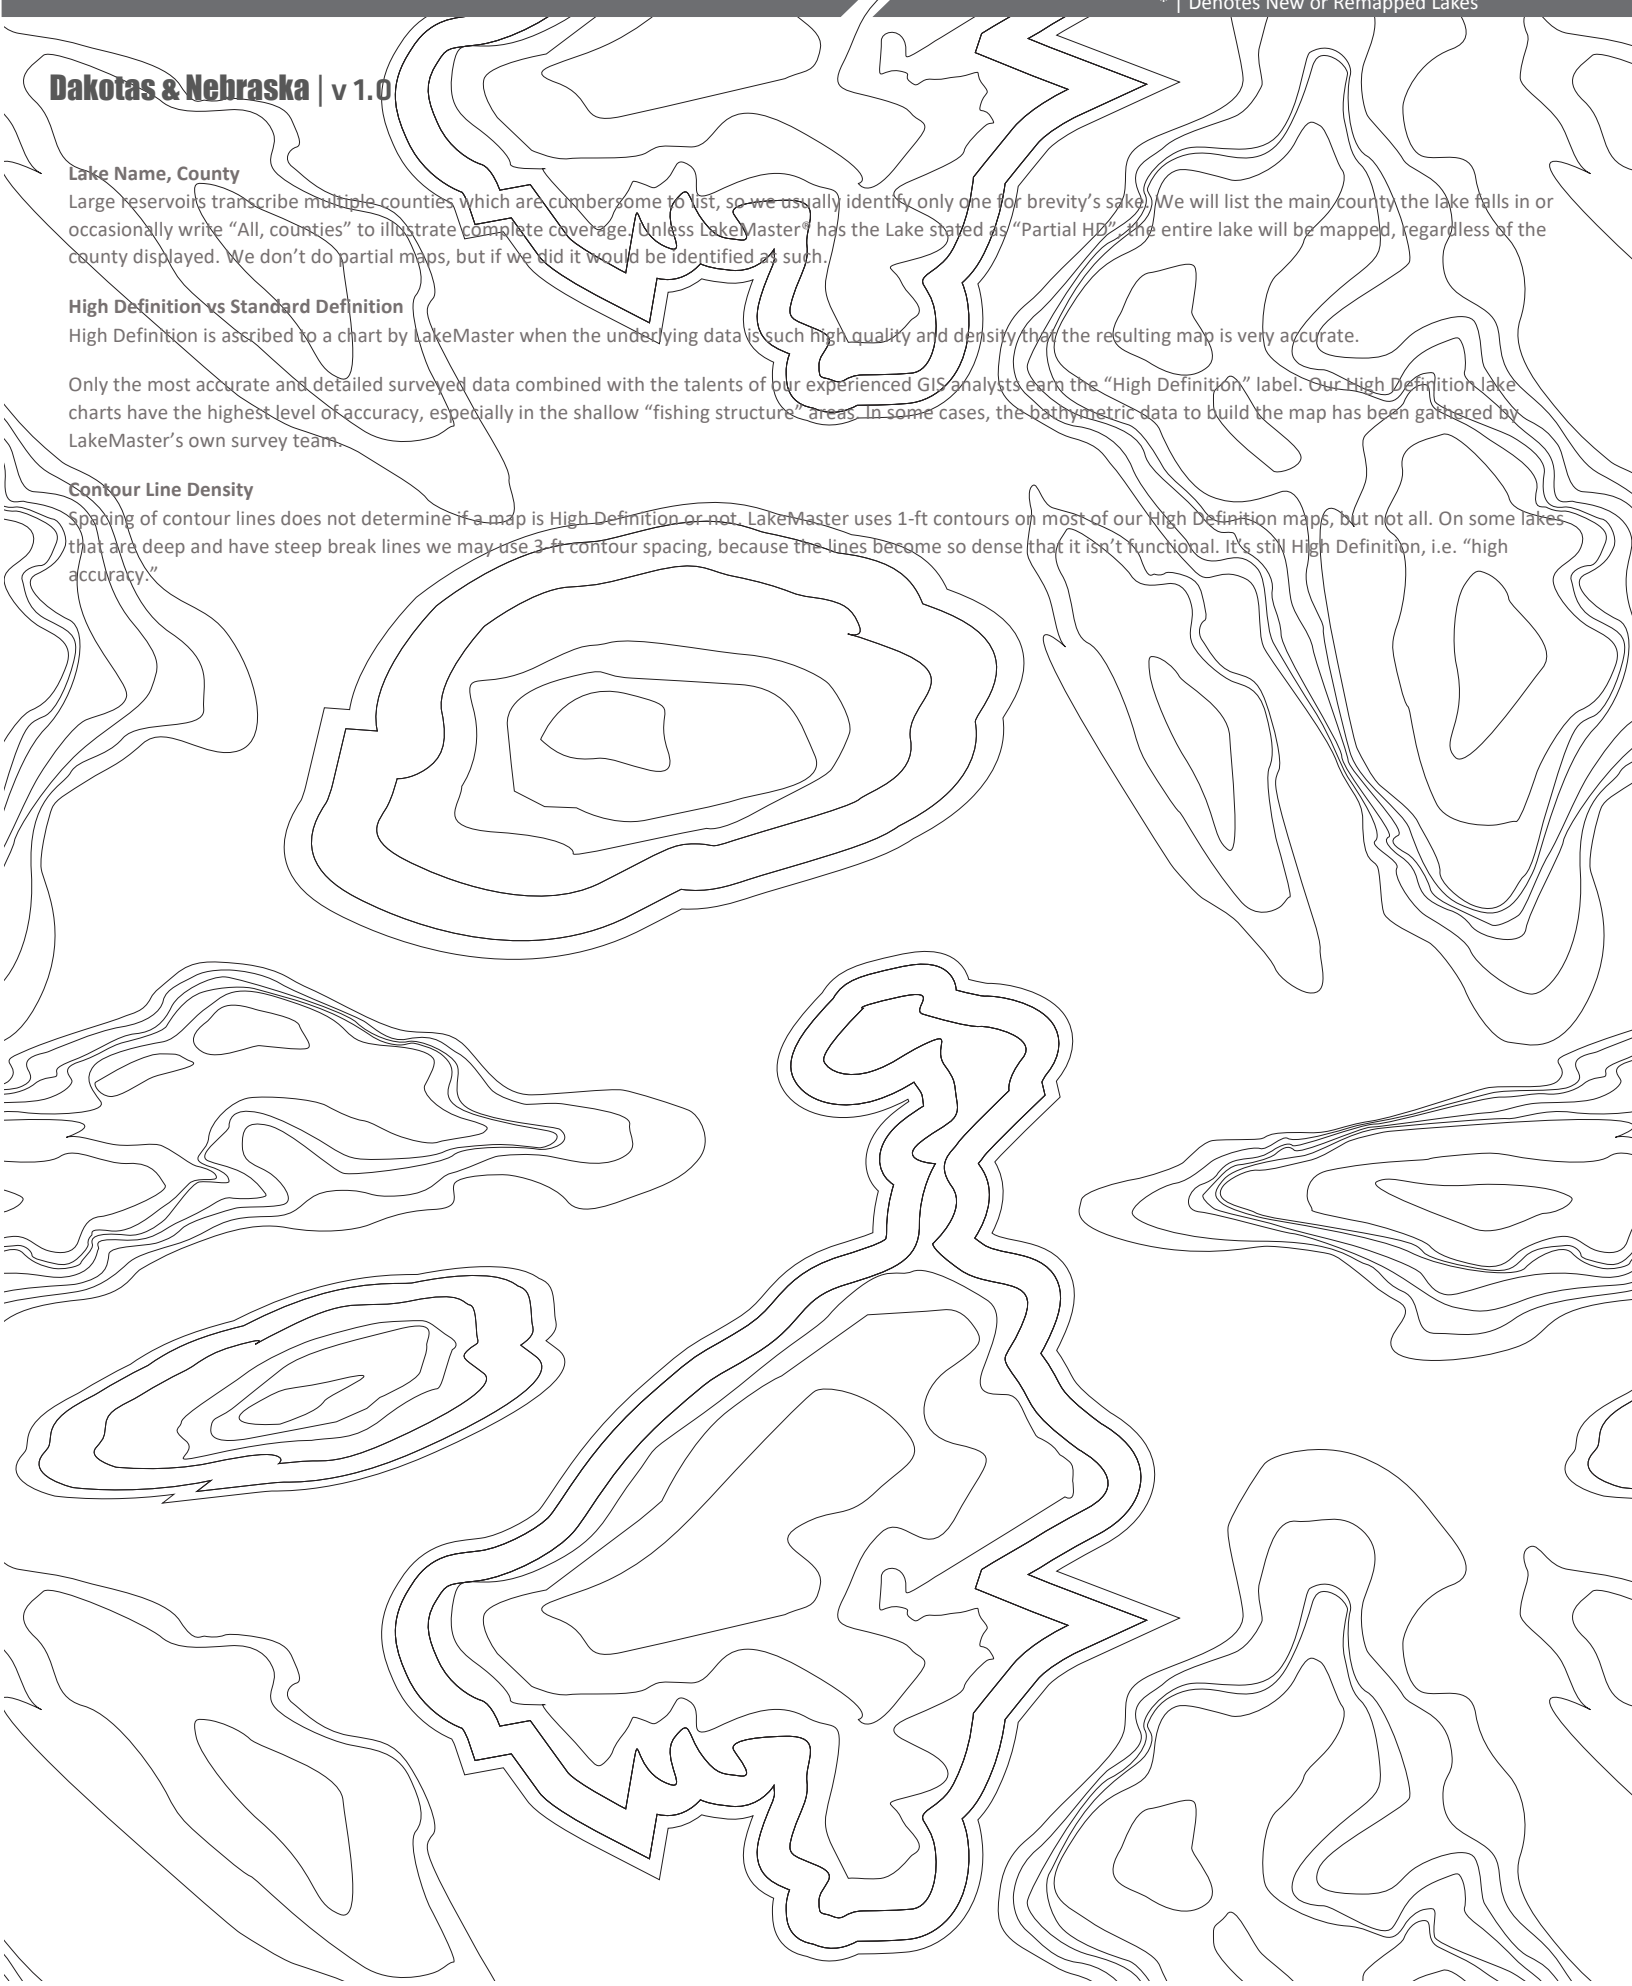 * | Denotes New or Remapped Lakes
Dakotas & Nebraska | v 1.0
Lake Name, County
Large reservoirs transcribe multiple counties which are cumbersome to list, so we usually identify only one for brevity’s sake. We will list the main county the lake falls in or
occasionally write “All, counties” to illustrate complete coverage. Unless LakeMaster® has the Lake stated as “Partial HD”, the entire lake will be mapped, regardless of the
county displayed. We don’t do partial maps, but if we did it would be identified as such.
High Definition vs Standard Definition
High Definition is ascribed to a chart by LakeMaster when the underlying data is such high quality and density that the resulting map is very accurate.
Only the most accurate and detailed surveyed data combined with the talents of our experienced GIS analysts earn the “High Definition” label. Our High Definition lake
charts have the highest level of accuracy, especially in the shallow “fishing structure” areas. In some cases, the bathymetric data to build the map has been gathered by
LakeMaster’s own survey team.
Contour Line Density
Spacing of contour lines does not determine if a map is High Definition or not. LakeMaster uses 1-ft contours on most of our High Definition maps, but not all. On some lakes
that are deep and have steep break lines we may use 3-ft contour spacing, because the lines become so dense that it isn’t functional. It’s still High Definition, i.e. “high
accuracy.”